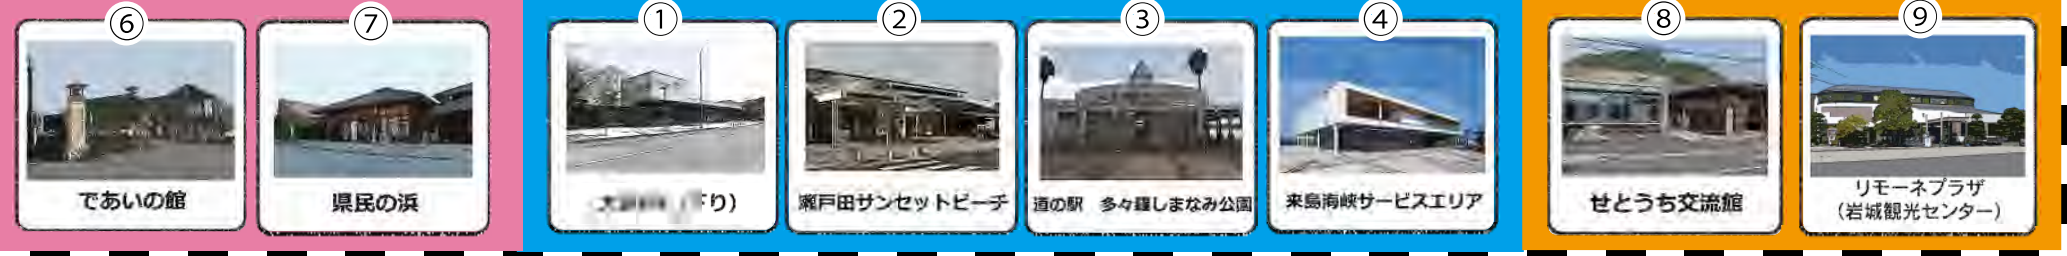 ⑥
であいの館
⑦
県民の浜
①
下り）
②
瀬戸田サンセットビーチ
③
道の駅　多々羅しまなみ公園
④
来島海峡サービスエリア
⑧
せとうち交流館
⑨
リモーネプラザ
（岩城観光センター）